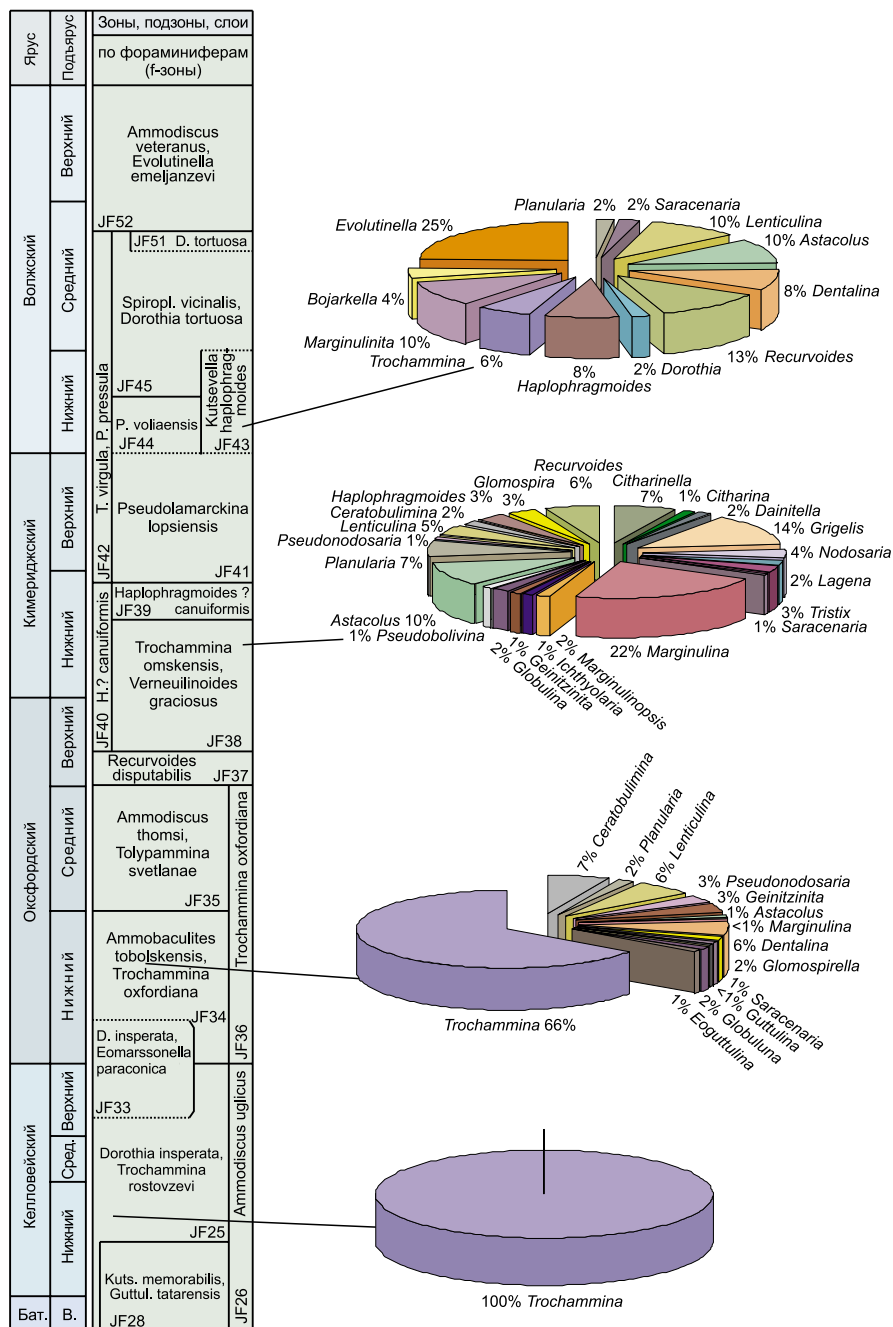 Зоны, подзоны, слои
Ярус
Подъярус
по фораминиферам
(f-зоны)
Волжский
Верхний
Средний
Нижний
Ammodiscus
veteranus,
Evolutinella
emeljanzevi
JF52
JF51 D. tortuosa
Spiropl. vicinalis,
Dorothia tortuosa
JF45
T. virgula, P. pressula
JF42
P. voliaensis
JF44
Kutsevella
haplophrag-
moides
JF43
Кимериджский
Верхний
Нижний
Pseudolamarckina
lopsiensis
JF41
JF40 H.? canuiformis
Haplophragmoides ?
JF39 canuiformis
Trochammina
omskensis,
Verneuilinoides
graciosus
JF38
Оксфордский
Верхний
Средний
Нижний
Recurvoides
disputabilis JF37
Ammodiscus
thomsi,
Tolypammina
svetlanae
JF35
Trochammina oxfordiana
JF36
Ammobaculites
tobolskensis,
Trochammina
oxfordiana
JF34
D. insperata,
Eomarssonella
paraconica
JF33
Келловейский
Верхний
Сред.
Нижний
Dorothia insperata,
Trochammina
rostovzevi
JF25
Ammodiscus uglicus
JF26
Kuts. memorabilis,
Guttul. tatarensis
JF28
Бат.
В.
Planularia 2%
2% Saracenaria
10% Lenticulina
10% Astacolus
8% Dentalina
13% Recurvoides
2% Dorothia
8%
Haplophragmoides
Trochammina 6%
Marginulinita 10%
Bojarkella 4%
Evolutinella 25%
Recurvoides
6%
Citharinella
7%
1% Citharina
2% Dainitella
14% Grigelis
4% Nodosaria
2% Lagena
3% Tristix
1% Saracenaria
22% Marginulina
2% Marginulinopsis
1% Ichthyolaria
1% Geinitzinita
2% Globulina
1% Pseudobolivina
Astacolus 10%
Planularia 7%
Pseudonodosaria 1%
Lenticulina 5%
Ceratobulimina 2%
Haplophragmoides 3%
Glomospira
3%
7% Ceratobulimina
2% Planularia
6% Lenticulina
3% Pseudonodosaria
3% Geinitzinita
1% Astacolus
<1% Marginulina
6% Dentalina
2% Glomospirella
1% Saracenaria
<1% Guttulina
2% Globuluna
1% Eoguttulina
Trochammina 66%
100% Trochammina